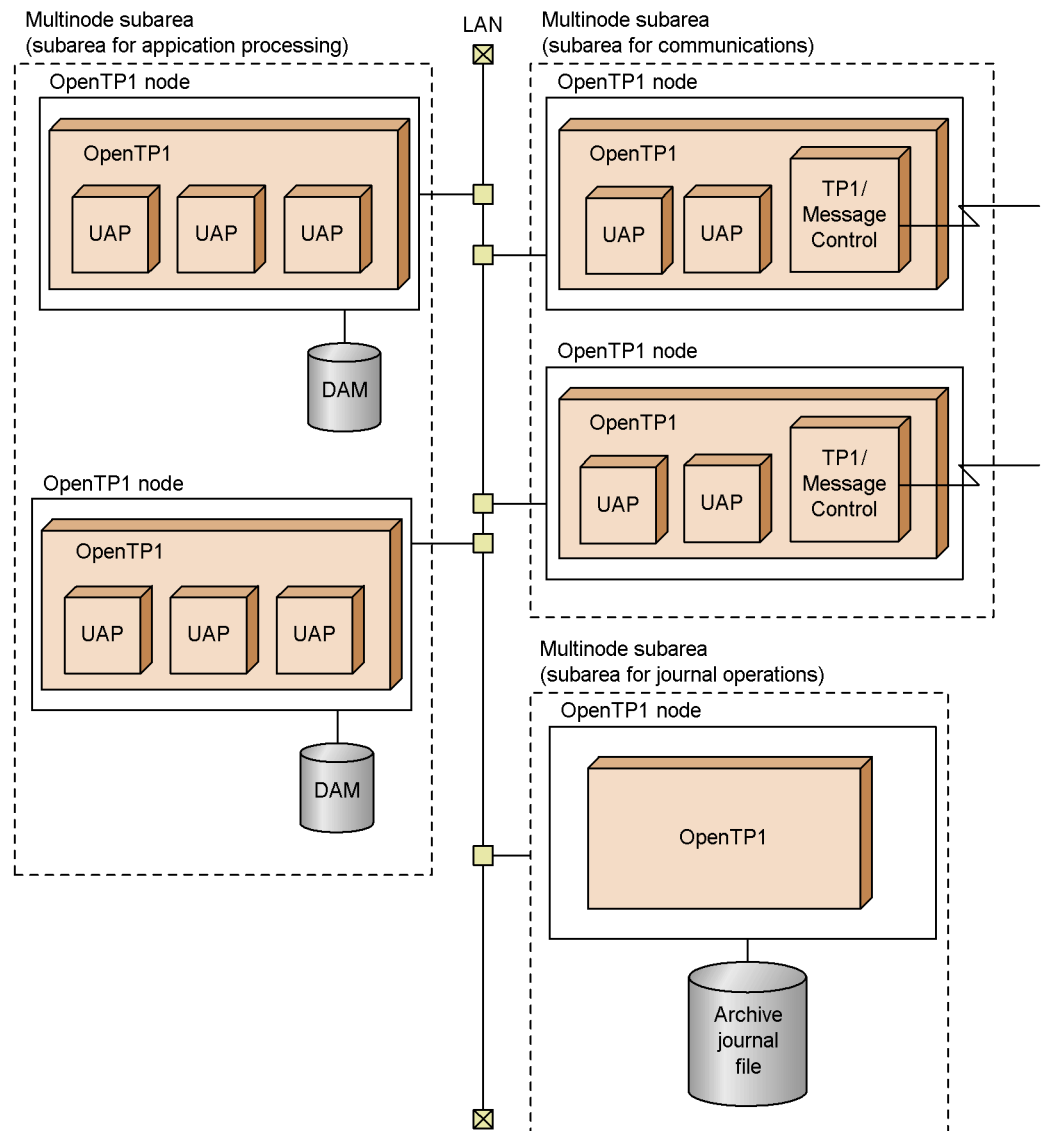 Multinode subarea
(subarea for appication processing)
OpenTP1 node
OpenTP1
UAP
UAP
UAP
DAM
OpenTP1 node
OpenTP1
UAP
UAP
UAP
DAM
LAN
Multinode subarea
(subarea for communications)
OpenTP1 node
OpenTP1
UAP
UAP
TP1/
Message
Control
OpenTP1 node
OpenTP1
UAP
UAP
TP1/
Message
Control
Multinode subarea
(subarea for journal operations)
OpenTP1 node
OpenTP1
Archive
journal
file